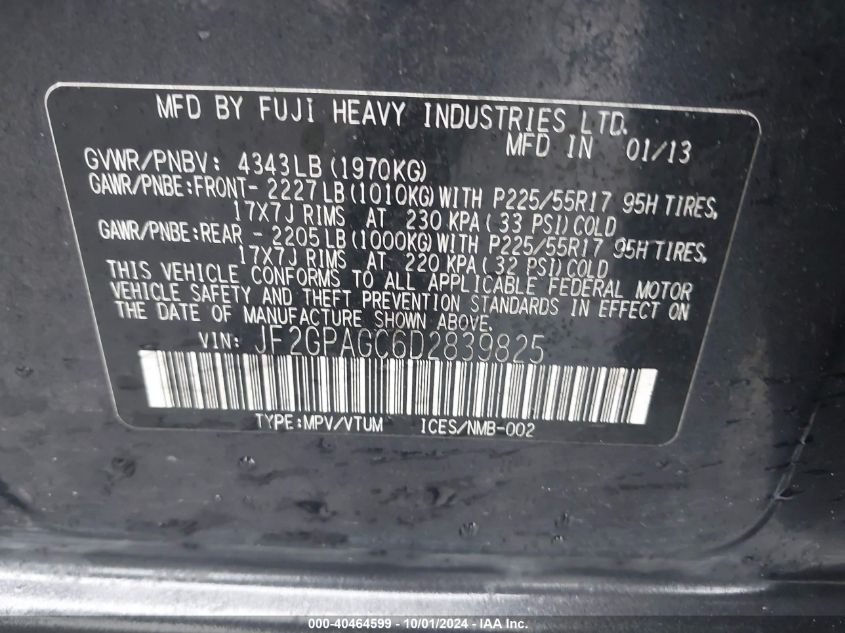 MFD BY FUJI HEAVY INDUSTRIES LTD.
MFD IN 01/13
GVWR/PNBV: 4343LB (1970KG)
GAWR/PNBE:FRONT- 2227LB(1010KG)WITH P225/55R17 95H TIRES,
17X7J RIMS AT 230 KPA( 33 PSI)COLD
GAWR/PNBE:REAR - 2205LB(1000KG)WITH P225/55R17 95H TIRES,
17X7J RIMS AT 220 KPA( 32 PSI)COLD
THIS VEHICLE CONFORMS TO ALL APPLICABLE FEDERAL MOTOR
VEHICLE SAFETY AND THEFT PREVENTION STANDARDS IN EFFECT ON
THE DATE OF MANUFACTURE SHOWN ABOVE.
VIN: JF2GPAGC6D2839825
TYPE:MPV/VTUM ICES/NMB-002
000-40464599 - 10/01/2024 - IAA Inc.